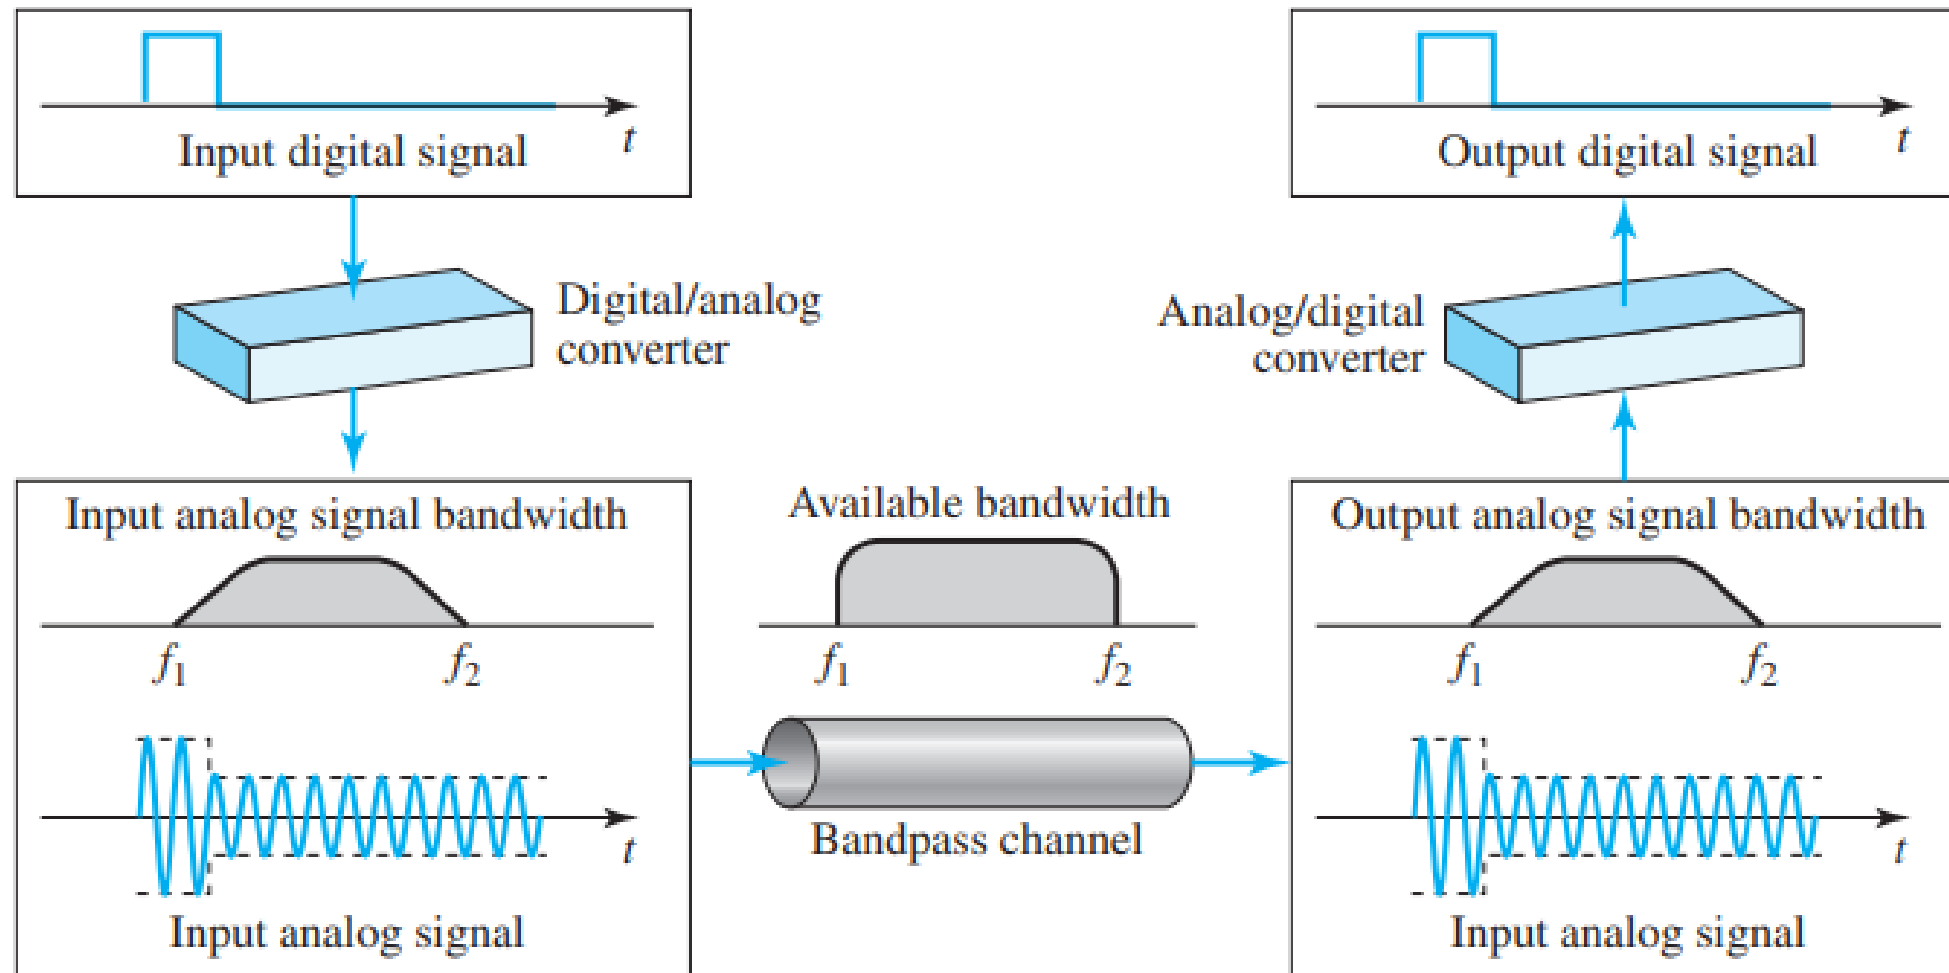 t
Input digital signal
t
Output digital signal
Digital/analog
converter
Analog/digital
converter
Input analog signal bandwidth
f1
f2
t
Input analog signal
Available bandwidth
f1
f2
Bandpass channel
Output analog signal bandwidth
f1
f2
t
Input analog signal